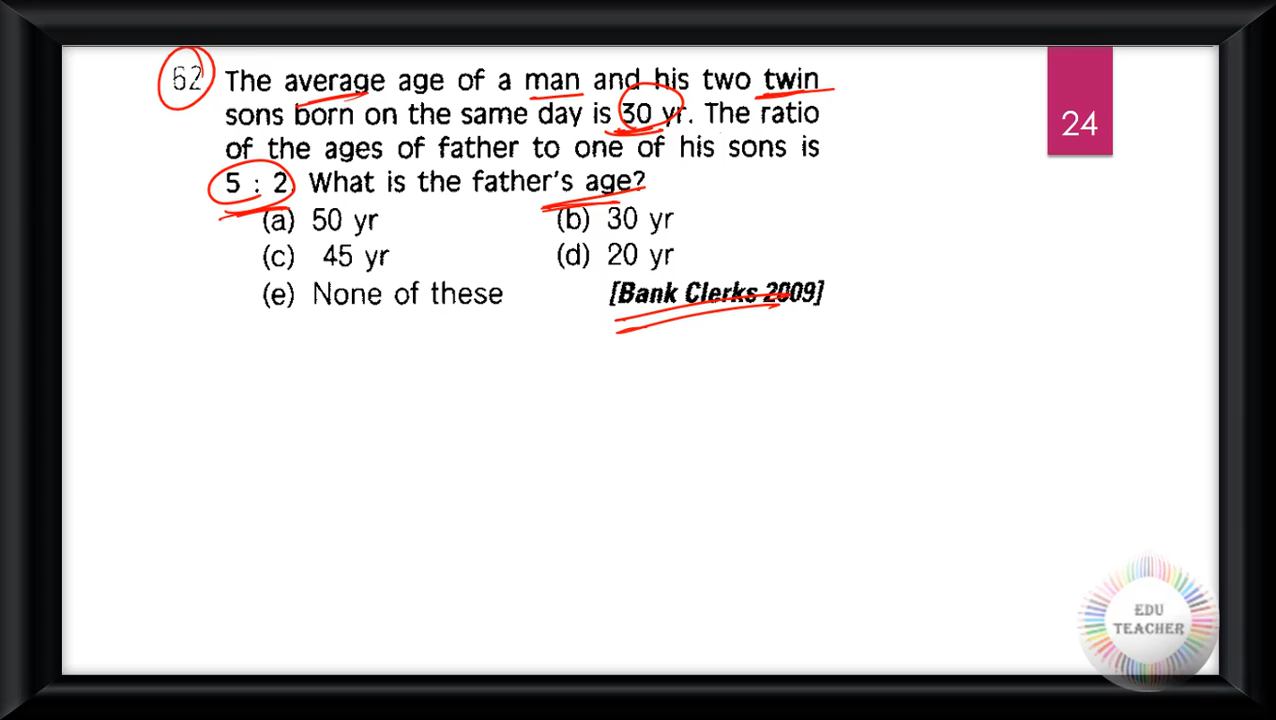 62 The average age of a man and his two twin
sons born on the same day is 30 yr. The ratio
of the ages of father to one of his sons is
5 : 2 What is the father's age?
(a) 50 yr (b) 30 yr
(c) 45 yr (d) 20 yr
(e) None of these [Bank Clerks 2009]
24
EDU
TEACHER